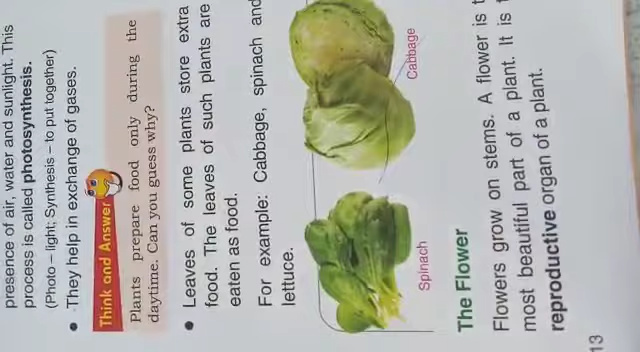 presence of air, water and sunlight. This
process is called photosynthesis.
(Photo – light; Synthesis – to put together)
• They help in exchange of gases.
Think and Answer
Plants prepare food only during the
daytime. Can you guess why?
• Leaves of some plants store extra
food. The leaves of such plants are
eaten as food.
For example: Cabbage, spinach and
lettuce.
Spinach
Cabbage
The Flower
Flowers grow on stems. A flower is
most beautiful part of a plant. It is
reproductive organ of a plant.
13